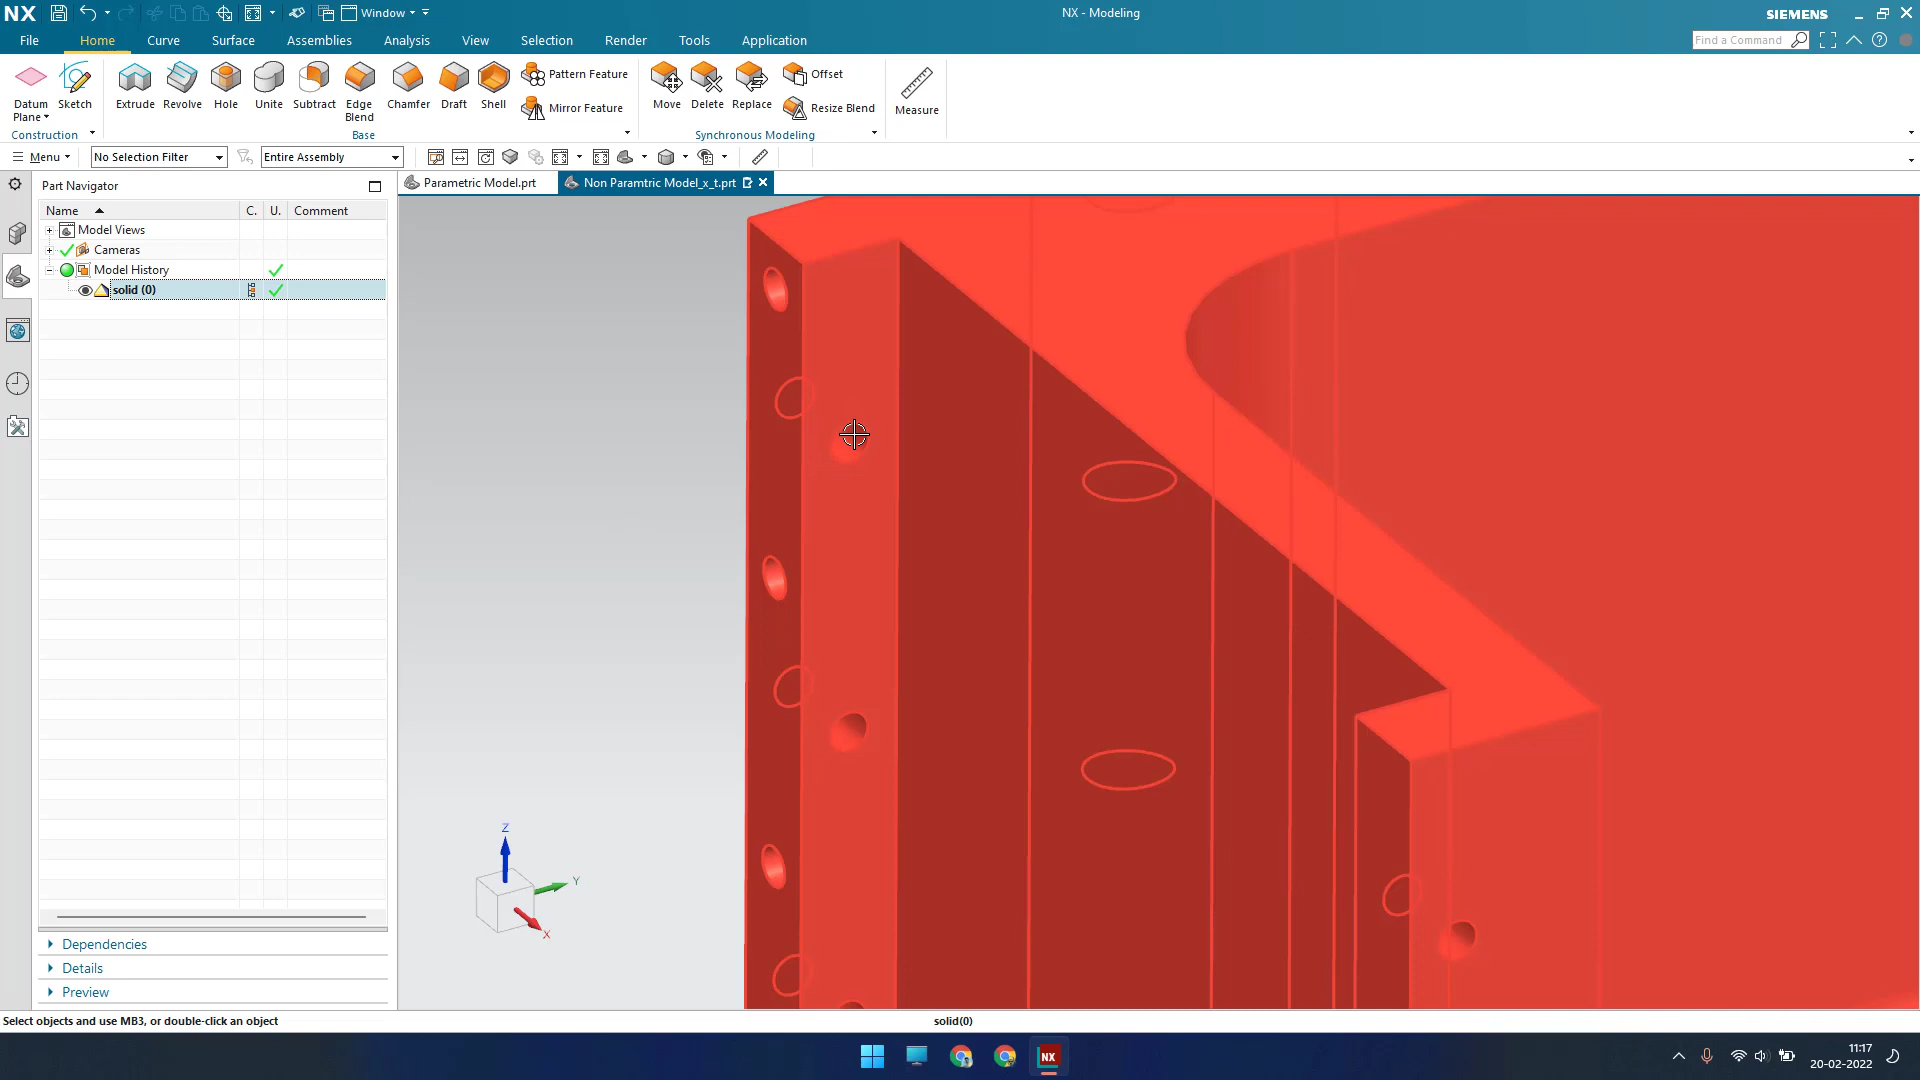 NX
Window
NX - Modeling
SIEMENS
File Home Curve Surface Assemblies Analysis View Selection Render Tools Application
Find a Command
Datum Plane
Sketch
Extrude
Revolve
Hole
Unite
Subtract
Edge Blend
Chamfer
Draft
Shell
Pattern Feature
Mirror Feature
Move
Delete
Replace
Offset
Resize Blend
Measure
Construction
Base
Synchronous Modeling
Menu
No Selection Filter
Entire Assembly
Part Navigator
Parametric Model.prt
Non Paramtric Model_x_t.prt
Name C. U. Comment
Model Views
Cameras
Model History
solid (0)
Z
Y
X
Dependencies
Details
Preview
Select objects and use MB3, or double-click an object
solid(0)
NX
11:17
20-02-2022